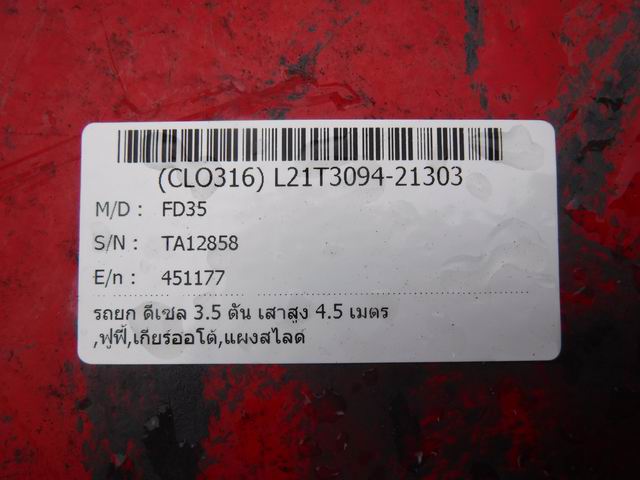 (CLO316) L21T3094-21303
M/D : FD35
S/N : TA12858
E/n : 451177
รถยก ดีเซล 3.5 ตัน เสาสูง 4.5 เมตร
,ฟูฟี้,เกียร์ออโต้,แผงสไลด์